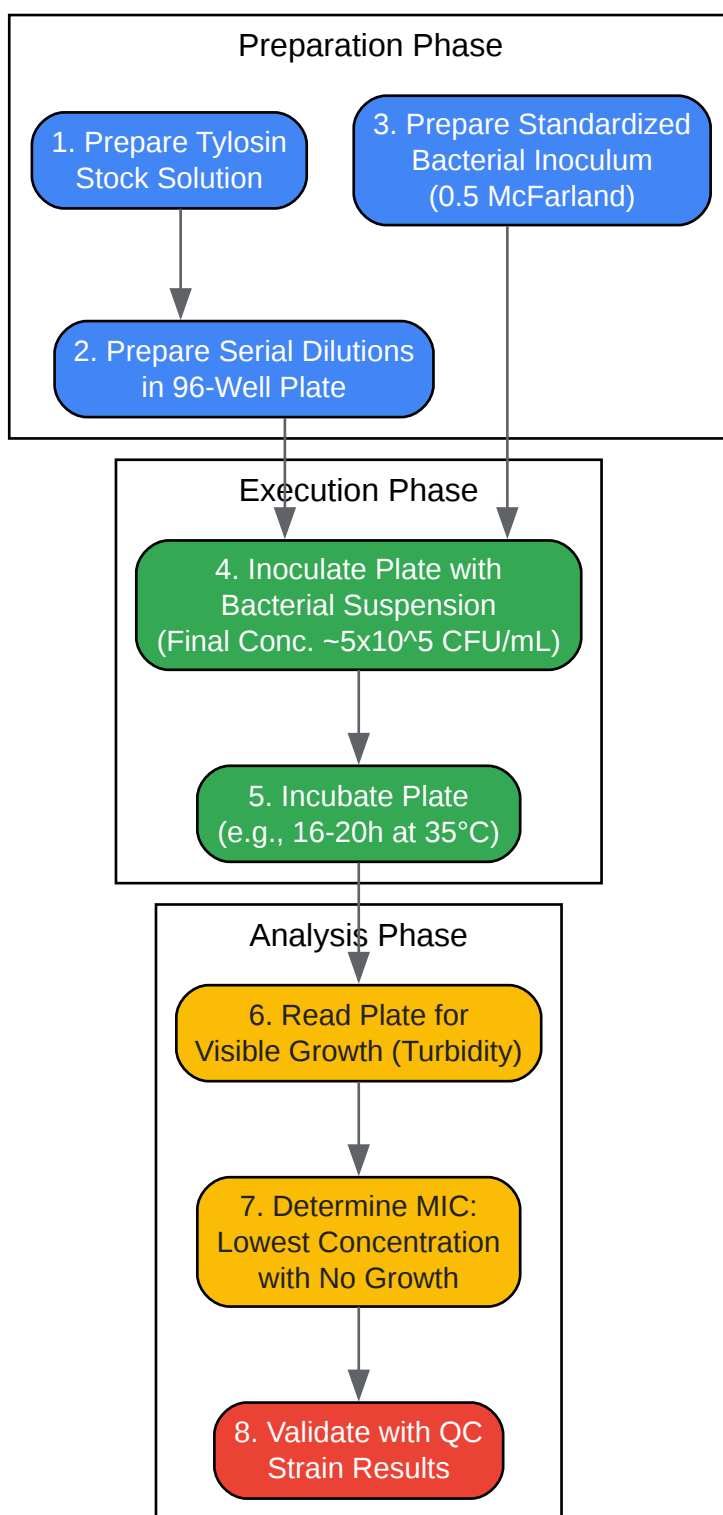 Preparation Phase
1. Prepare Tylosin
Stock Solution
3. Prepare Standardized
Bacterial Inoculum
(0.5 McFarland)
2. Prepare Serial Dilutions
in 96-Well Plate
Execution Phase
4. Inoculate Plate with
Bacterial Suspension
(Final Conc. ~5x10^5 CFU/mL)
5. Incubate Plate
(e.g., 16-20h at 35°C)
Analysis Phase
6. Read Plate for
Visible Growth (Turbidity)
7. Determine MIC:
Lowest Concentration
with No Growth
8. Validate with QC
Strain Results